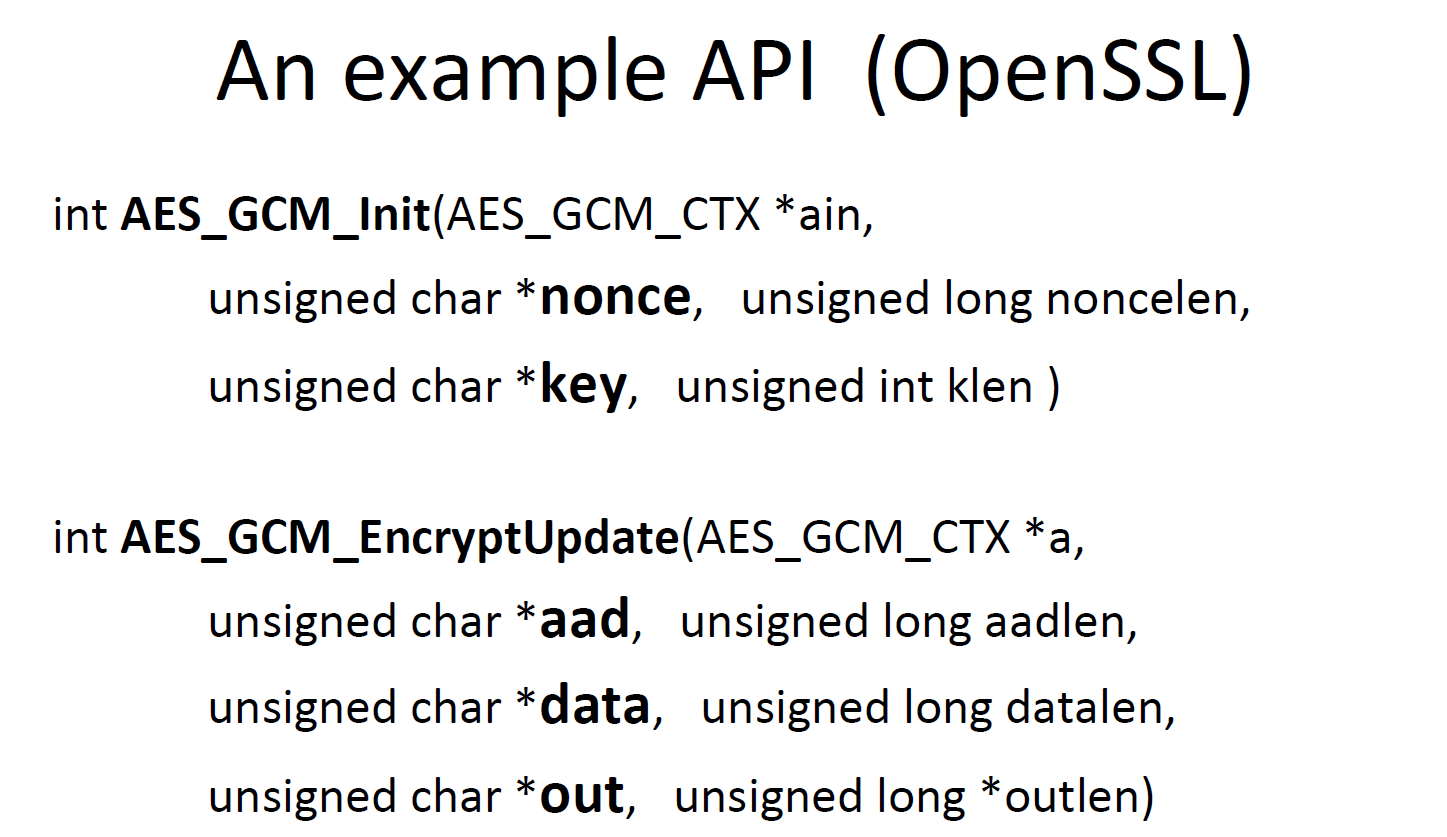 An example API (OpenSSL)
int AES_GCM_Init(AES_GCM_CTX *ain,
unsigned char *nonce, unsigned long noncelen,
unsigned char *key, unsigned int klen )
int AES_GCM_EncryptUpdate(AES_GCM_CTX *a,
unsigned char *aad, unsigned long aadlen,
unsigned char *data, unsigned long datalen,
unsigned char *out, unsigned long *outlen)